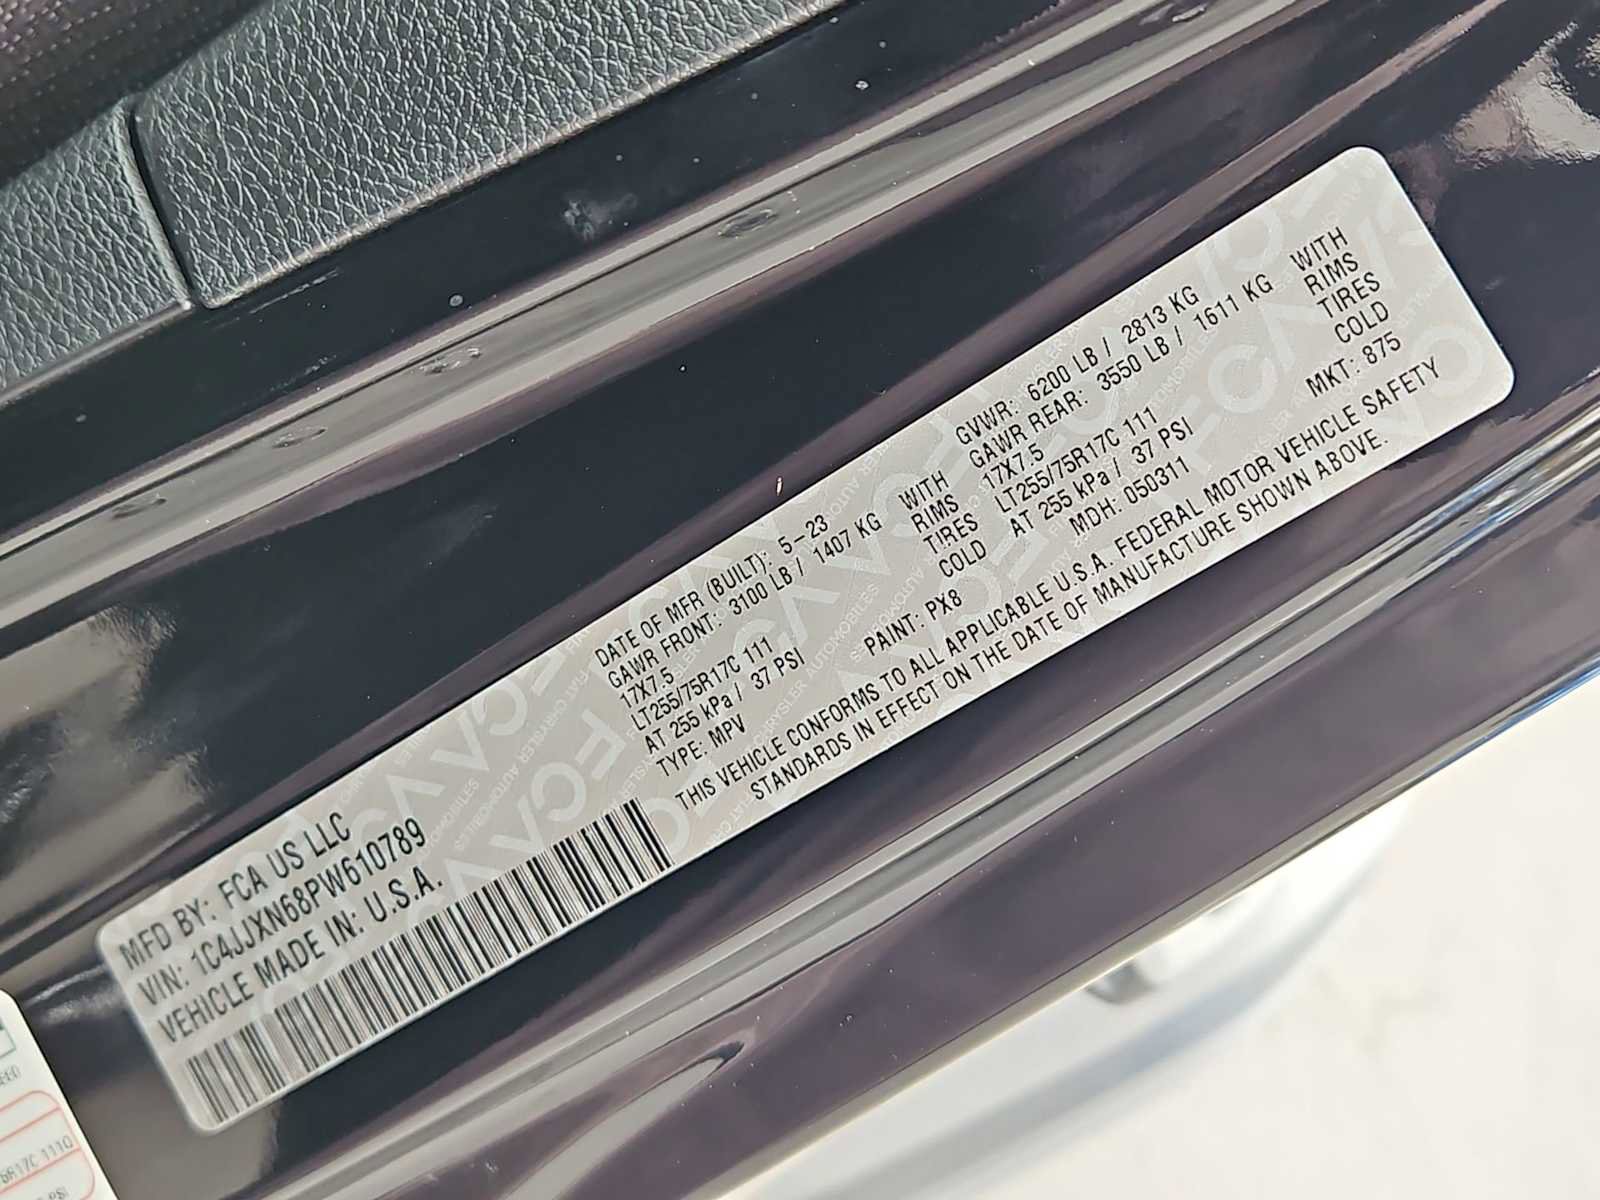 MFD BY: FCA US LLC
VIN: 1C4JJXN68PW610789
VEHICLE MADE IN: U.S.A.
DATE OF MFR (BUILT): 5-23 GVWR: 6200 LB / 2813 KG
GAWR FRONT: 3100 LB / 1407 KG WITH GAWR REAR: 3550 LB / 1611 KG WITH
17X7.5 RIMS 17X7.5 RIMS
LT255/75R17C 111 TIRES LT255/75R17C 111 TIRES
AT 255 kPa / 37 PSI COLD AT 255 kPa / 37 PSI COLD
TYPE: MPV PAINT: PX8 MDH: 050311 MKT: 875
THIS VEHICLE CONFORMS TO ALL APPLICABLE U.S.A. FEDERAL MOTOR VEHICLE SAFETY
STANDARDS IN EFFECT ON THE DATE OF MANUFACTURE SHOWN ABOVE.
R17C 111Q
PSI